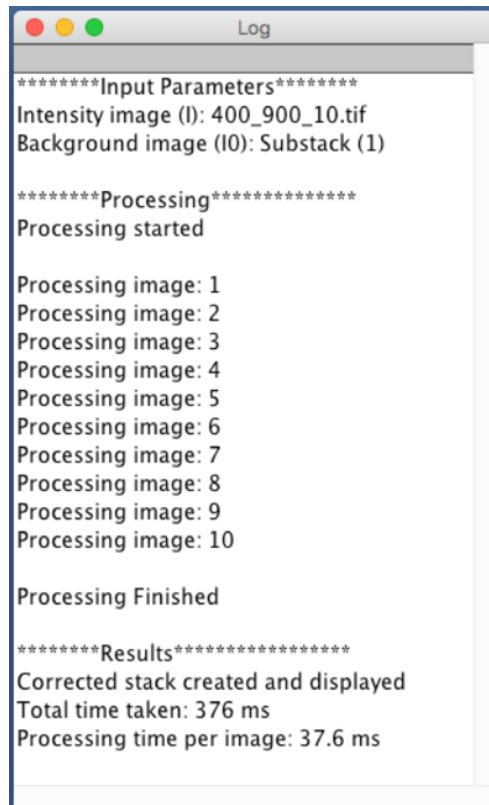 Log
********Input Parameters********
Intensity image (I): 400_900_10.tif
Background image (I0): Substack (1)
********Processing**************
Processing started
Processing image: 1
Processing image: 2
Processing image: 3
Processing image: 4
Processing image: 5
Processing image: 6
Processing image: 7
Processing image: 8
Processing image: 9
Processing image: 10
Processing Finished
********Results*****************
Corrected stack created and displayed
Total time taken: 376 ms
Processing time per image: 37.6 ms